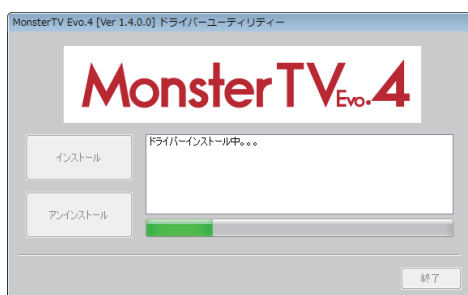 MonsterTV Evo.4 [Ver 1.4.0.0] ドライバーユーティリティー
MonsterTV Evo.4
インストール
ドライバーインストール中。。。
アンインストール
終了